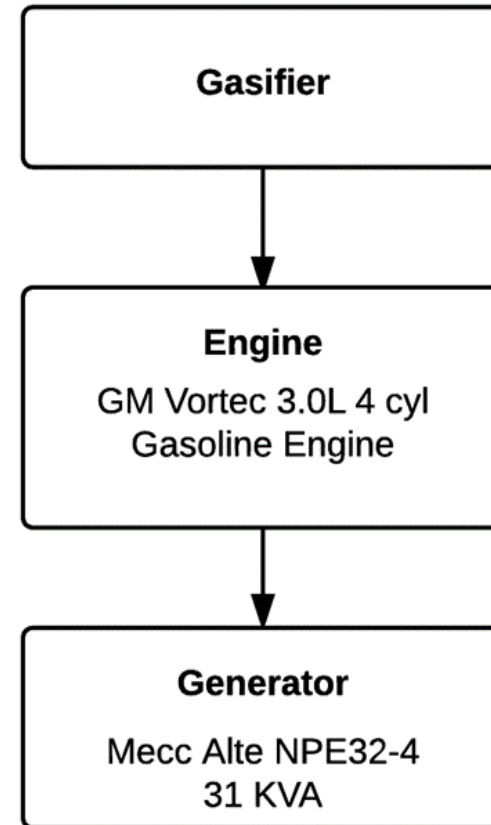 Gasifier
Engine
GM Vortec 3.0L 4 cyl
Gasoline Engine
Generator
Mecc Alte NPE32-4
31 KVA